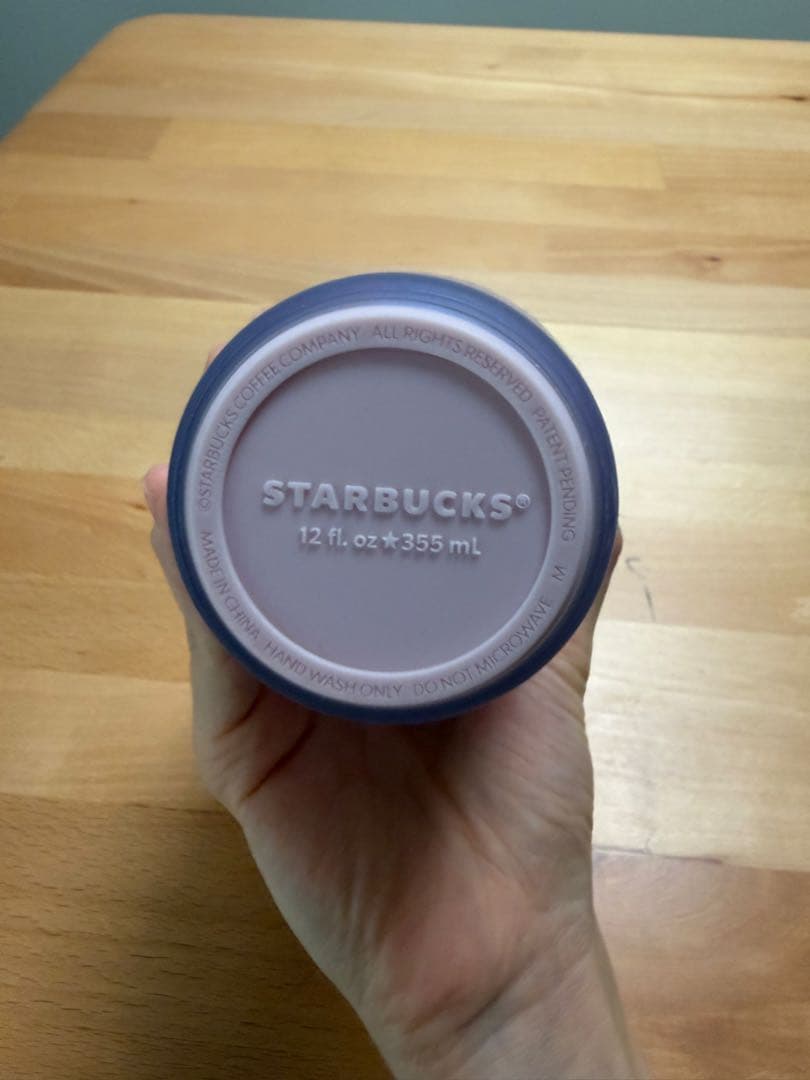 STARBUCKS®
12 fl. oz★355 mL
©STARBUCKS COFFEE COMPANY ALL RIGHTS RESERVED PATENT PENDING M
MADE IN CHINA HAND WASH ONLY DO NOT MICROWAVE